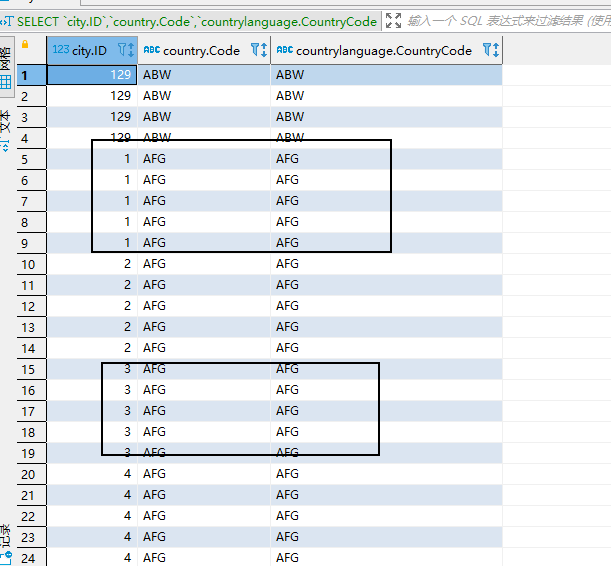 SELECT `city.ID`,`country.Code`,`countrylanguage.CountryCode
输入一个 SQL 表达式来过滤结果 (使用
网格
文本
记录
123 city.ID ABC country.Code ABC countrylanguage.CountryCode
1 129 ABW ABW
2 129 ABW ABW
3 129 ABW ABW
4 129 ABW ABW
5 1 AFG AFG
6 1 AFG AFG
7 1 AFG AFG
8 1 AFG AFG
9 1 AFG AFG
10 2 AFG AFG
11 2 AFG AFG
12 2 AFG AFG
13 2 AFG AFG
14 2 AFG AFG
15 3 AFG AFG
16 3 AFG AFG
17 3 AFG AFG
18 3 AFG AFG
19 3 AFG AFG
20 4 AFG AFG
21 4 AFG AFG
22 4 AFG AFG
23 4 AFG AFG
24 4 AFG AFG